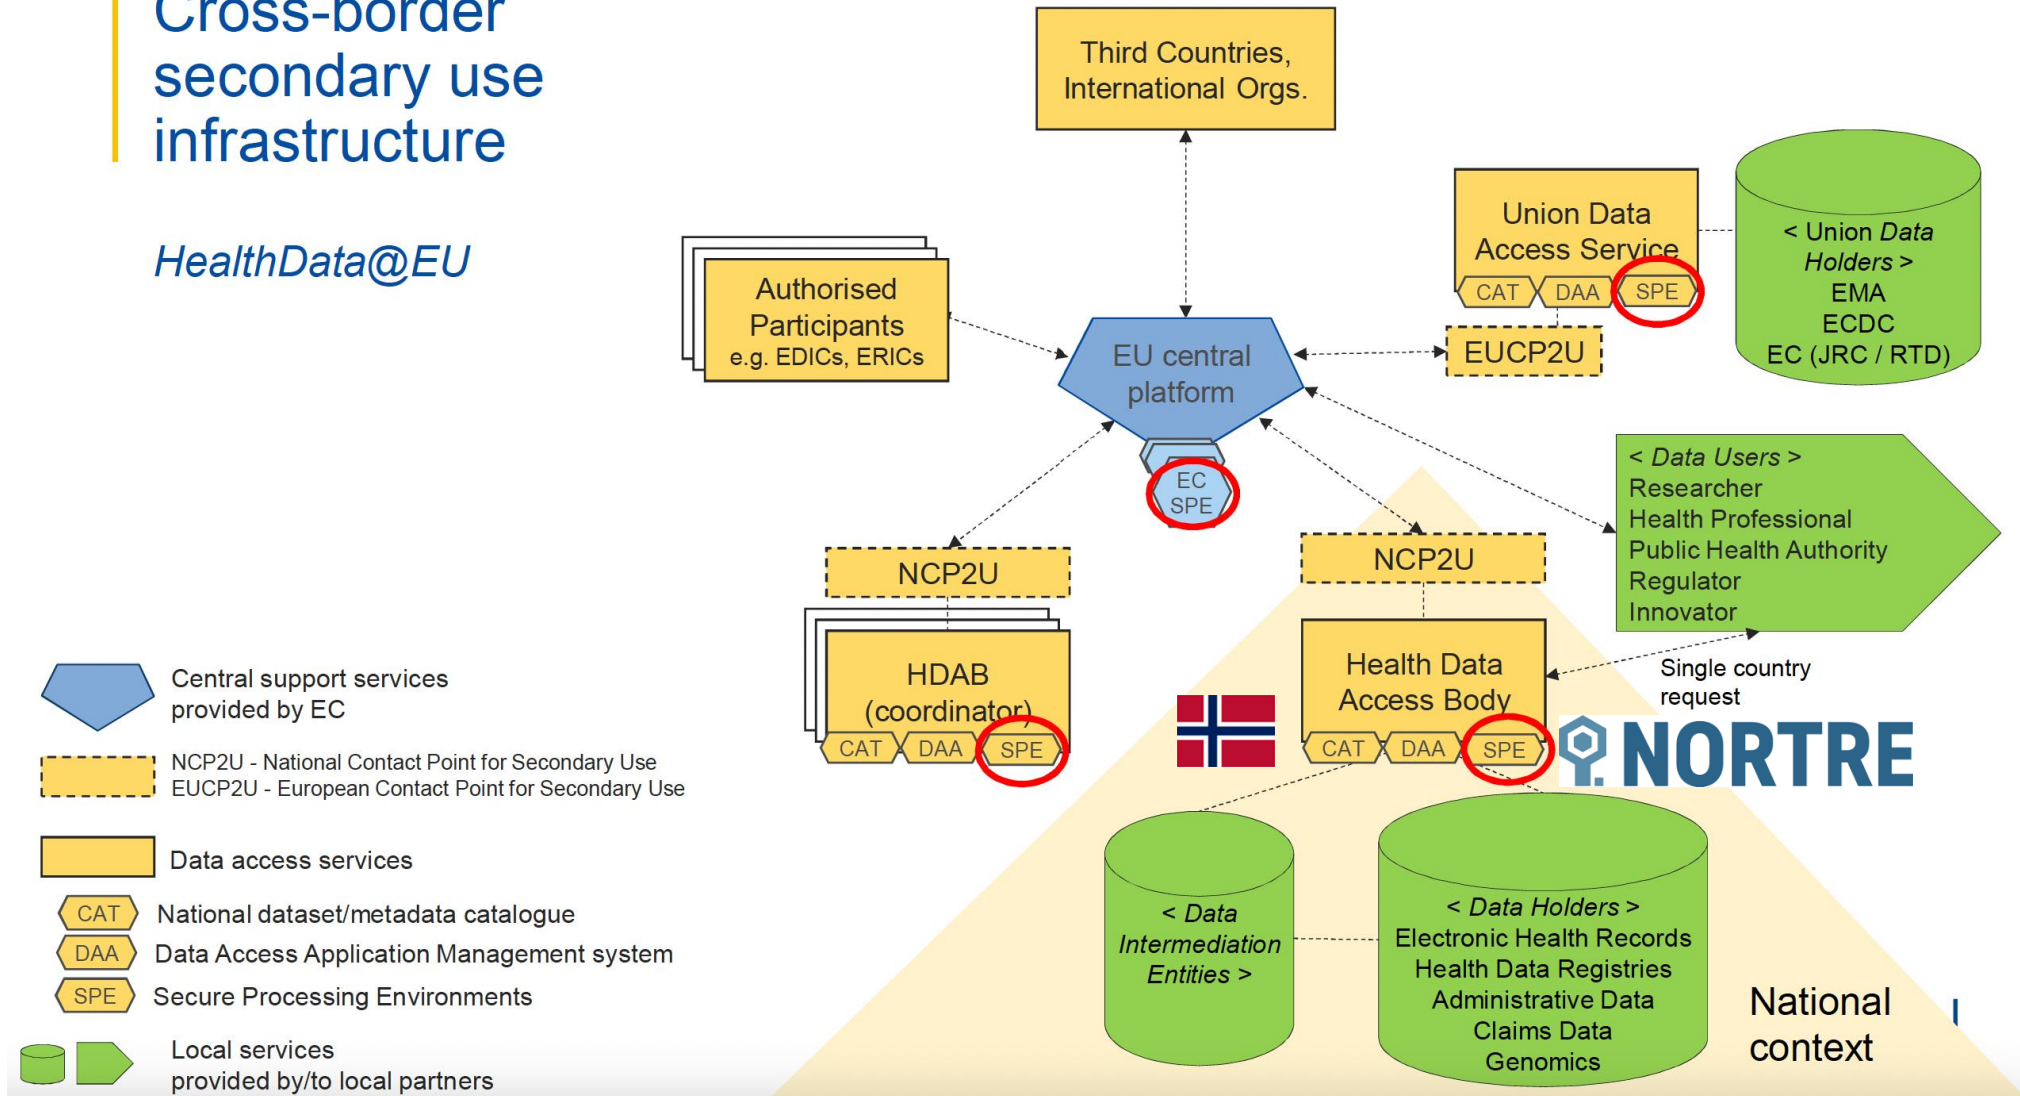 Cross-border
secondary use
infrastructure
HealthData@EU
Third Countries,
International Orgs.
Union Data
Access Service
CAT
DAA
SPE
EUCP2U
< Union Data
Holders >
EMA
ECDC
EC (JRC / RTD)
Authorised
Participants
e.g. EDICs, ERICs
EU central
platform
EC
SPE
< Data Users >
Researcher
Health Professional
Public Health Authority
Regulator
Innovator
NCP2U
HDAB
(coordinator)
CAT
DAA
SPE
NCP2U
Health Data
Access Body
CAT
DAA
SPE
Single country
request
NORTRE
< Data
Intermediation
Entities >
< Data Holders >
Electronic Health Records
Health Data Registries
Administrative Data
Claims Data
Genomics
National
context
Central support services
provided by EC
NCP2U - National Contact Point for Secondary Use
EUCP2U - European Contact Point for Secondary Use
Data access services
CAT National dataset/metadata catalogue
DAA Data Access Application Management system
SPE Secure Processing Environments
Local services
provided by/to local partners